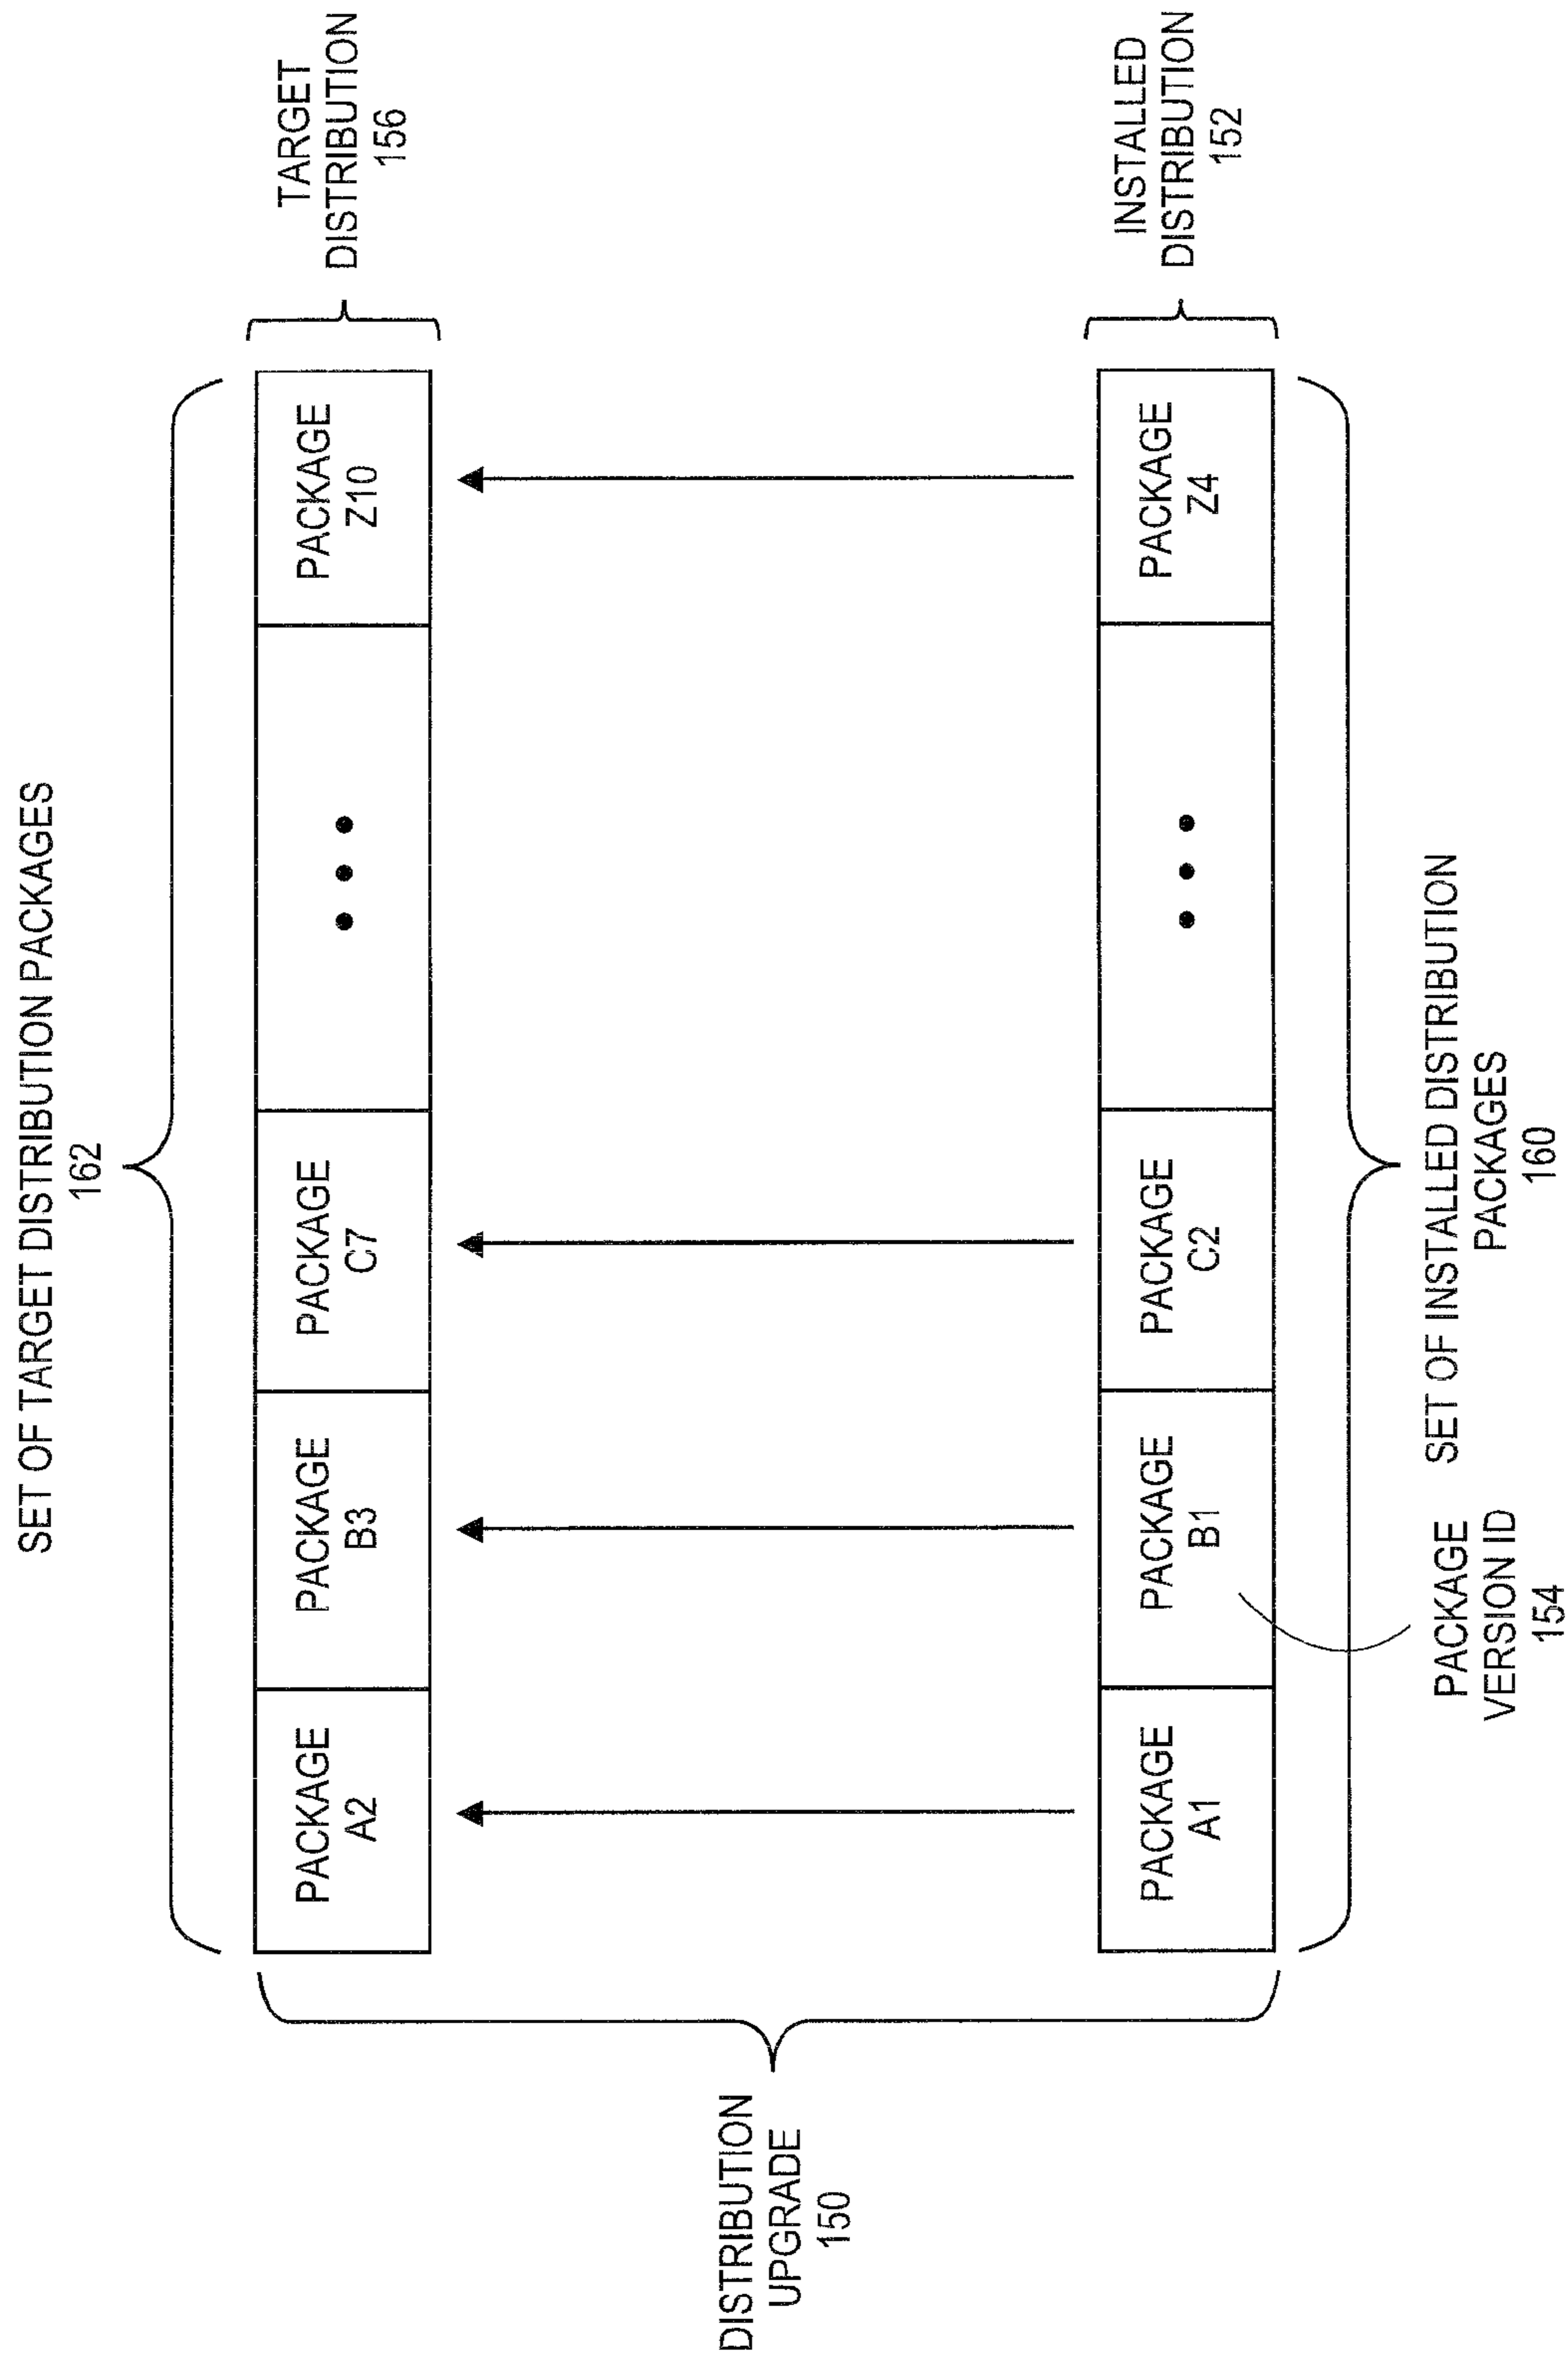 SET OF TARGET DISTRIBUTION PACKAGES
162
TARGET
DISTRIBUTION
156
PACKAGE
A2
PACKAGE
B3
PACKAGE
C7
PACKAGE
Z10
DISTRIBUTION
UPGRADE
150
INSTALLED
DISTRIBUTION
152
PACKAGE
A1
PACKAGE
B1
PACKAGE
C2
PACKAGE
Z4
PACKAGE
VERSION ID
154
SET OF INSTALLED DISTRIBUTION
PACKAGES
160